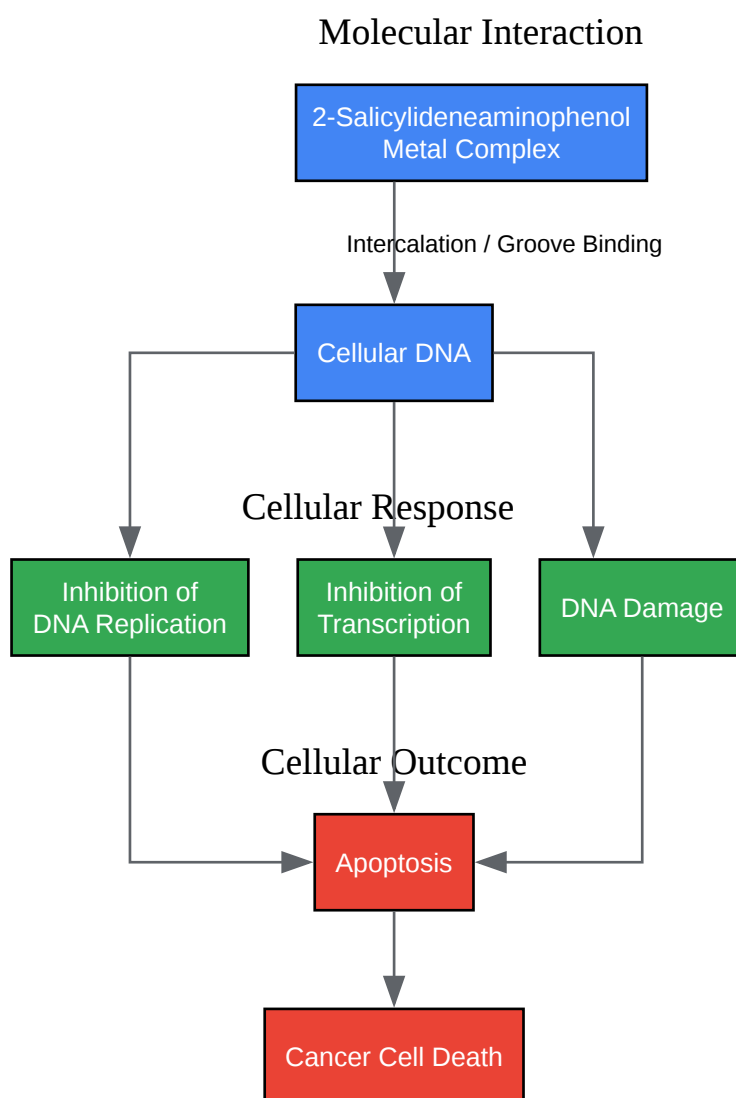 Molecular Interaction
2-Salicylideneaminophenol
Metal Complex
Intercalation / Groove Binding
Cellular DNA
Cellular Response
Inhibition of
DNA Replication
Inhibition of
Transcription
DNA Damage
Cellular Outcome
Apoptosis
Cancer Cell Death